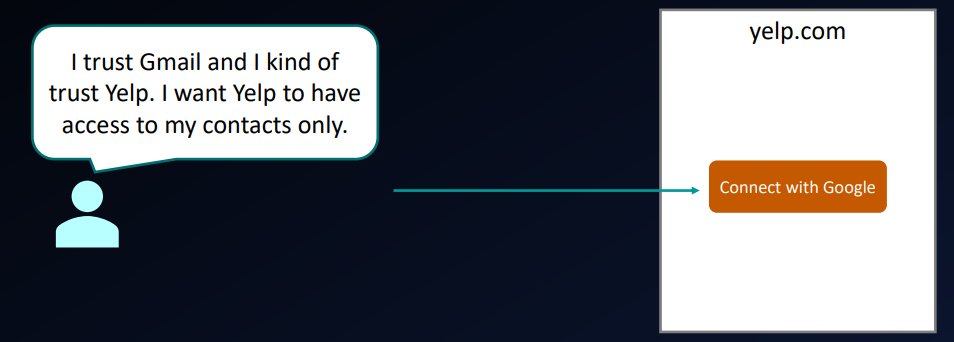 I trust Gmail and I kind of
trust Yelp. I want Yelp to have
access to my contacts only.
yelp.com
Connect with Google